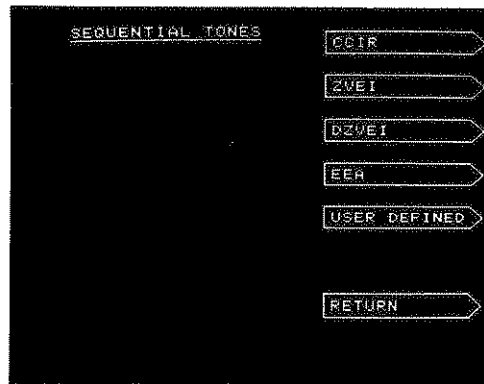 SEQUENTIAL TONES
CCIR
ZVEI
DZVEI
EEA
USER DEFINED
RETURN